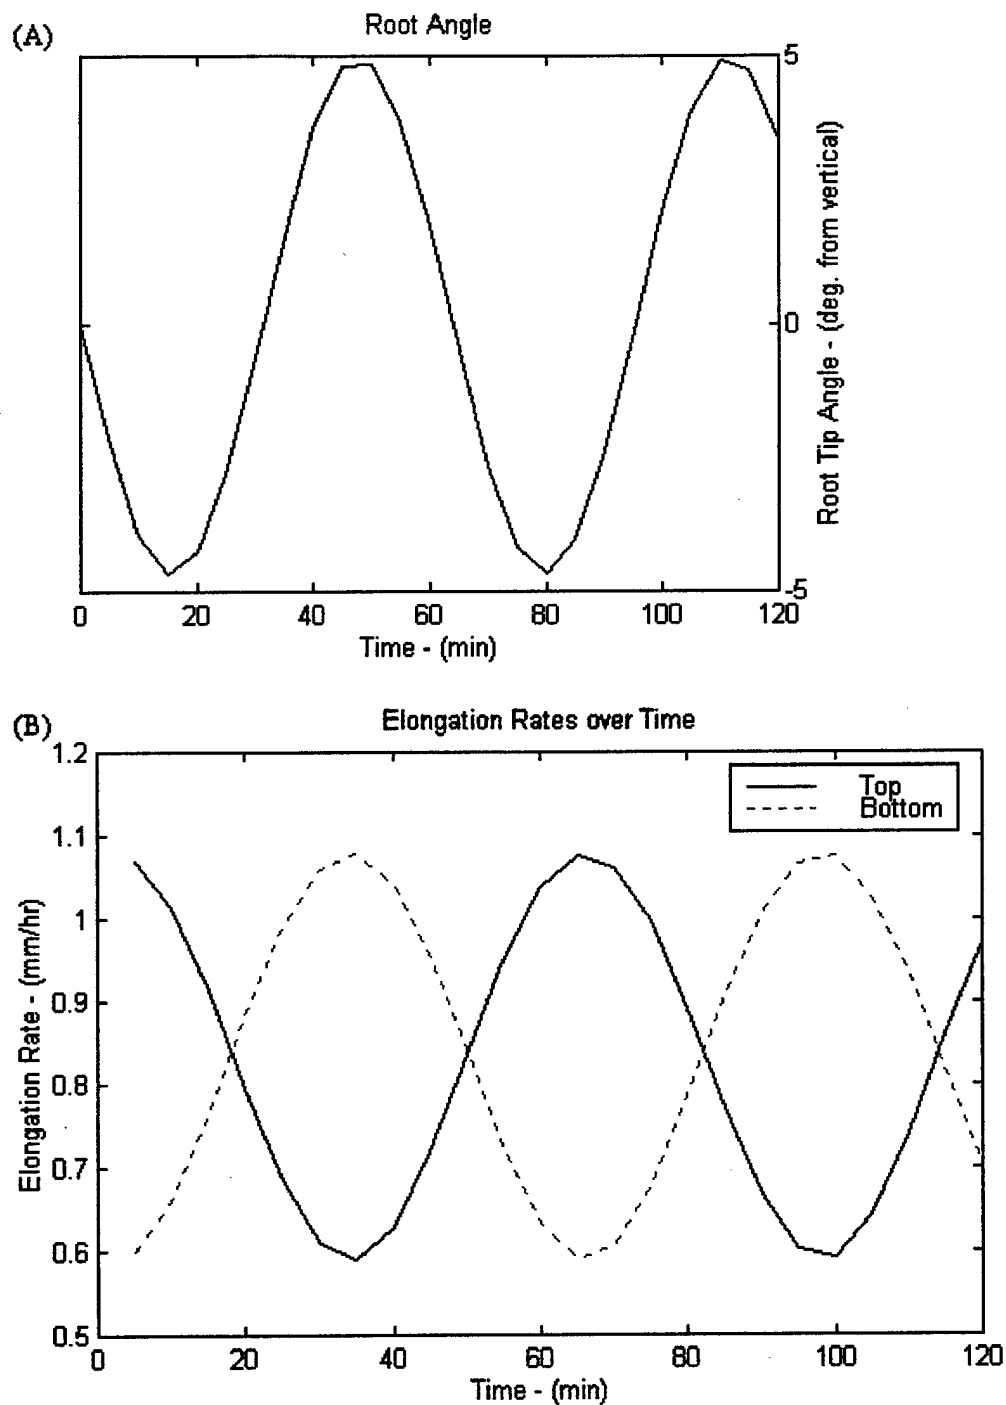 (A)
Root Angle
5
0
-5
Root Tip Angle - (deg. from vertical)
0 20 40 60 80 100 120
Time - (min)
(B)
Elongation Rates over Time
1.2
1.1
1
0.9
0.8
0.7
0.6
0.5
Elongation Rate - (mm/hr)
Top
Bottom
0 20 40 60 80 100 120
Time - (min)